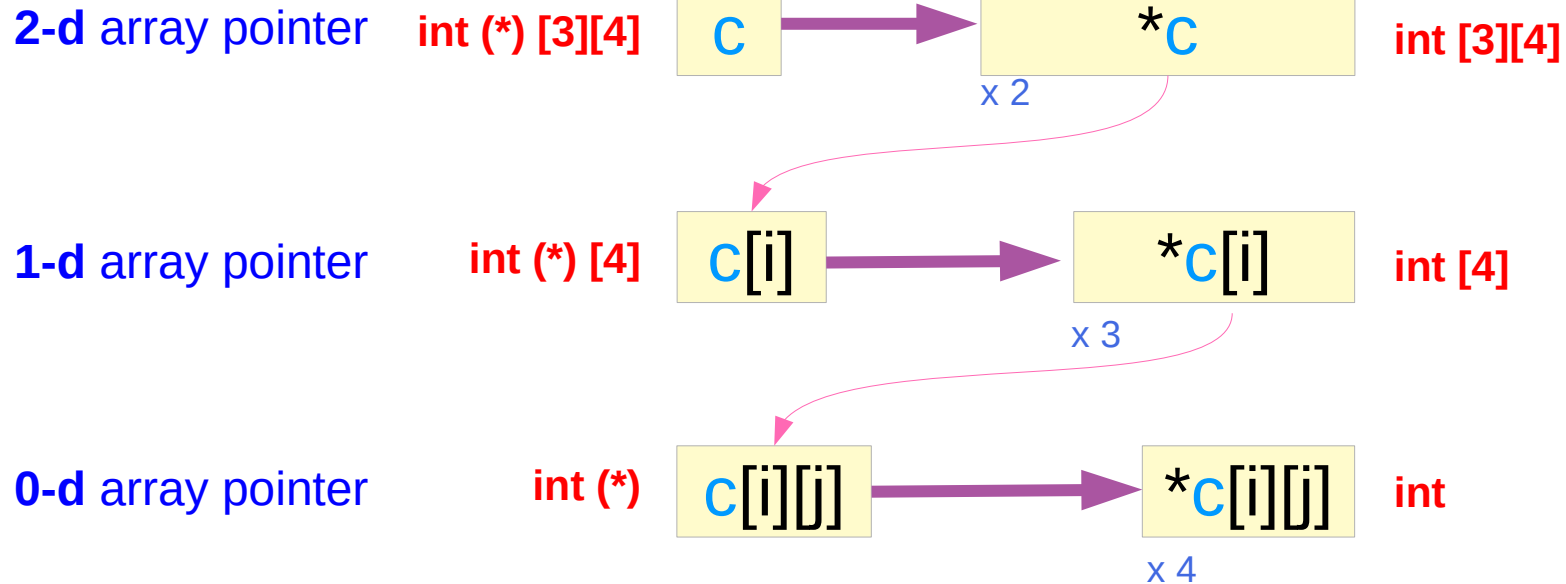 2-d array pointer int (*) [3][4] c *c int [3][4]
x 2
1-d array pointer int (*) [4] c[i] *c[i] int [4]
x 3
0-d array pointer int (*) c[i][j] *c[i][j] int
x 4